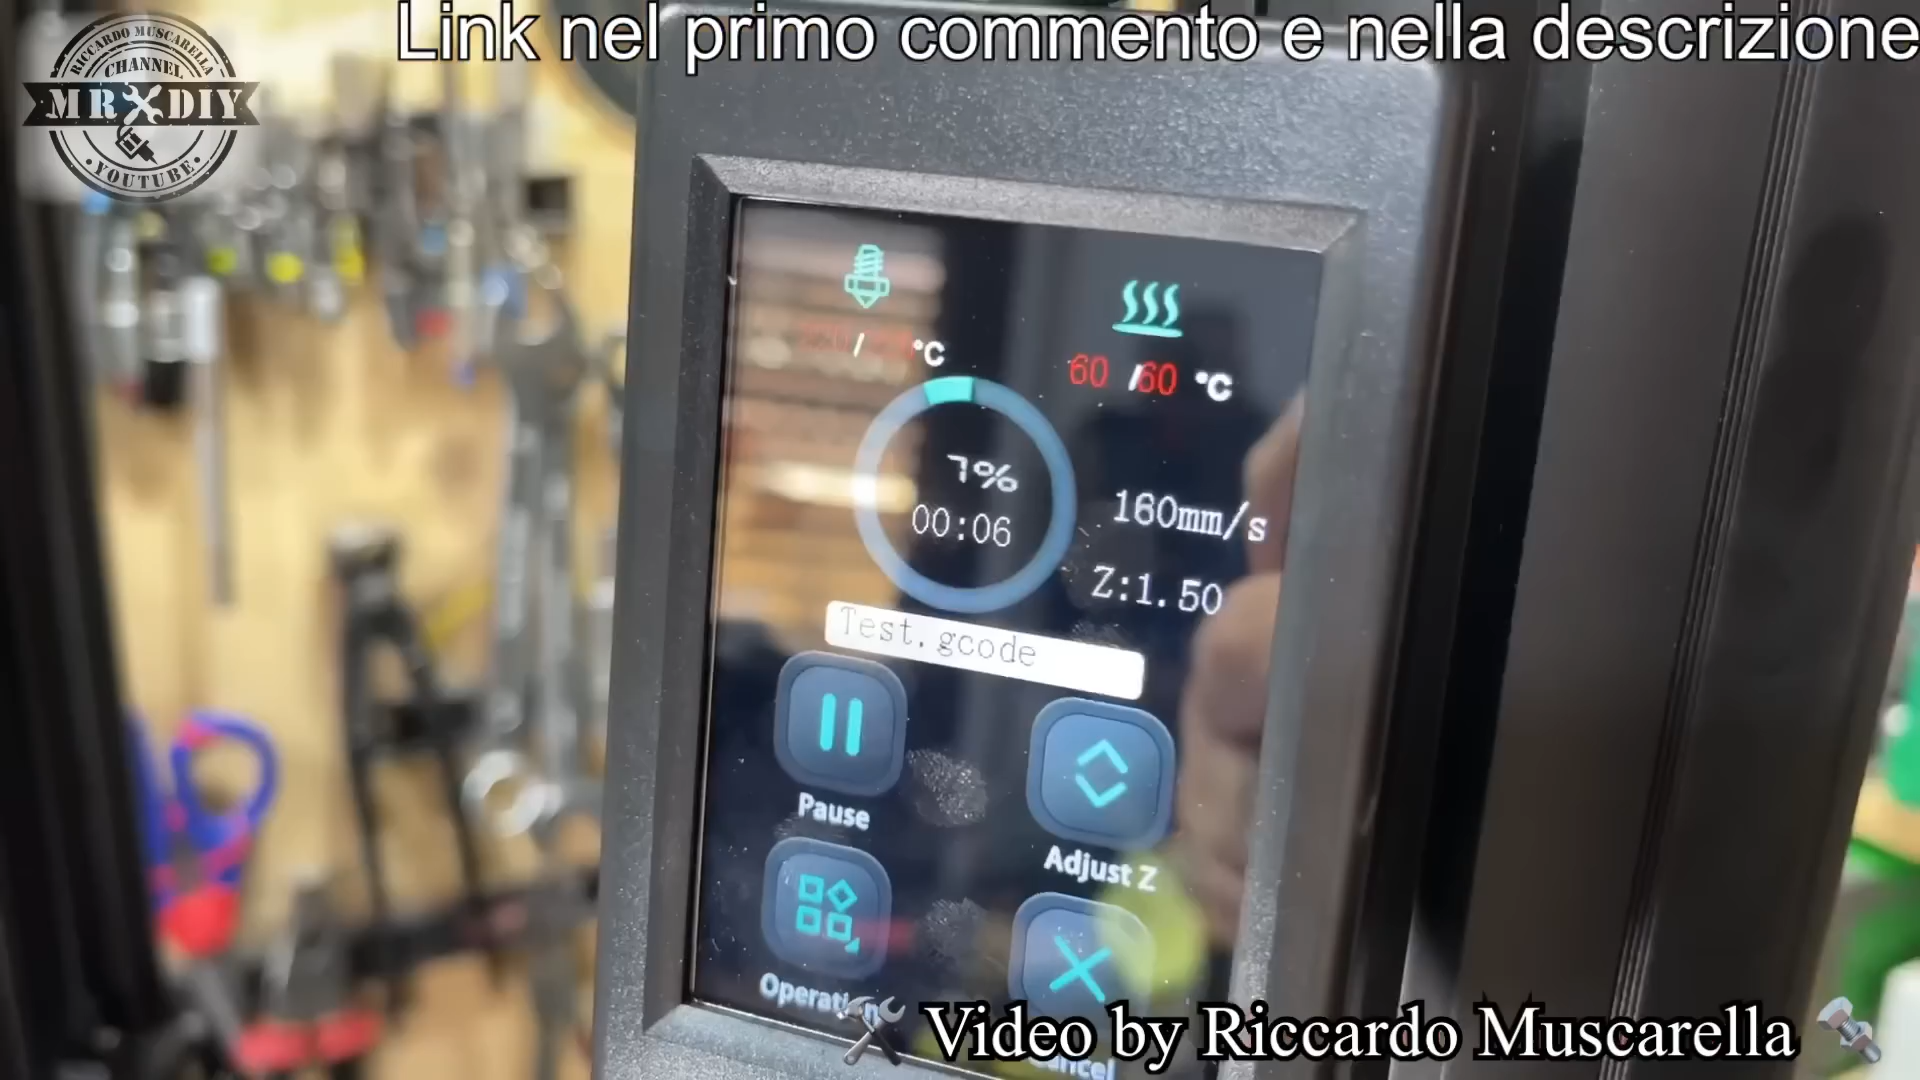 Link nel primo commento e nella descrizione
RICCARDO MUSCARELLA
CHANNEL
MR DIY
YOUTUBE
/ °C
60 /60 °C
7%
00:06
160mm/s
Z:1.50
Test.gcode
Pause
Adjust Z
Video by Riccardo Muscarella